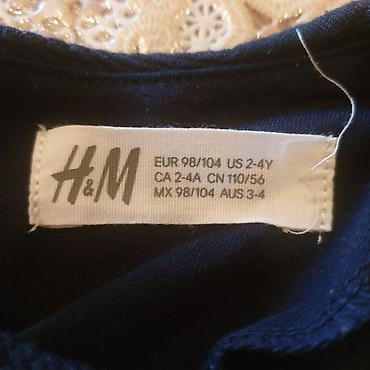 H&M
EUR 98/104 US 2-4Y
CA 2-4A CN 110/56
MX 98/104 AUS 3-4